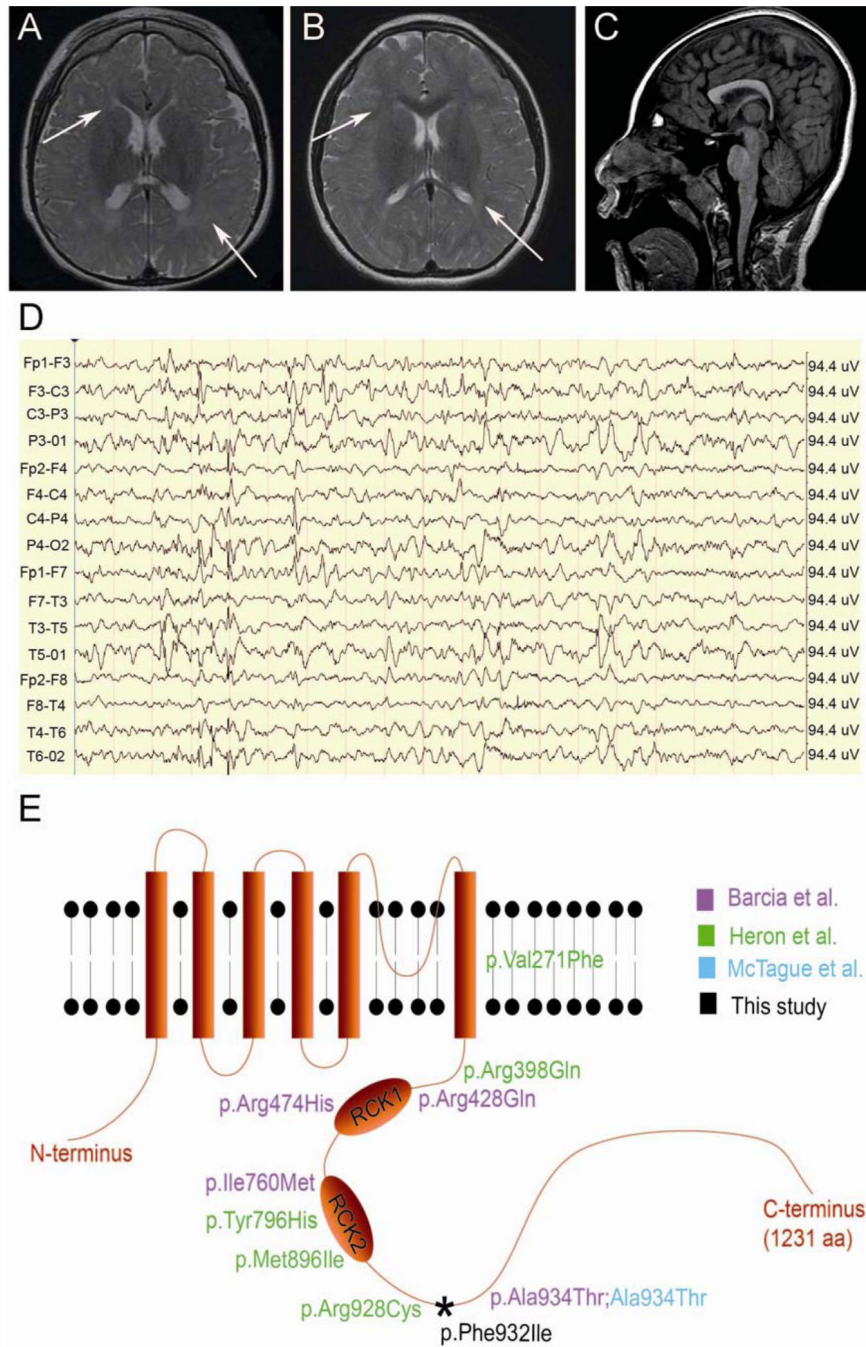 A
B
C
D
Fp1-F3 94.4 uV
F3-C3 94.4 uV
C3-P3 94.4 uV
P3-01 94.4 uV
Fp2-F4 94.4 uV
F4-C4 94.4 uV
C4-P4 94.4 uV
P4-O2 94.4 uV
Fp1-F7 94.4 uV
F7-T3 94.4 uV
T3-T5 94.4 uV
T5-01 94.4 uV
Fp2-F8 94.4 uV
F8-T4 94.4 uV
T4-T6 94.4 uV
T6-02 94.4 uV
E
Barcia et al.
Heron et al.
McTague et al.
This study
p.Val271Phe
p.Arg398Gln
p.Arg474His
RCK1
p.Arg428Gln
N-terminus
p.Ile760Met
p.Tyr796His
RCK2
p.Met896Ile
C-terminus
(1231 aa)
p.Arg928Cys
*
p.Ala934Thr;Ala934Thr
p.Phe932Ile